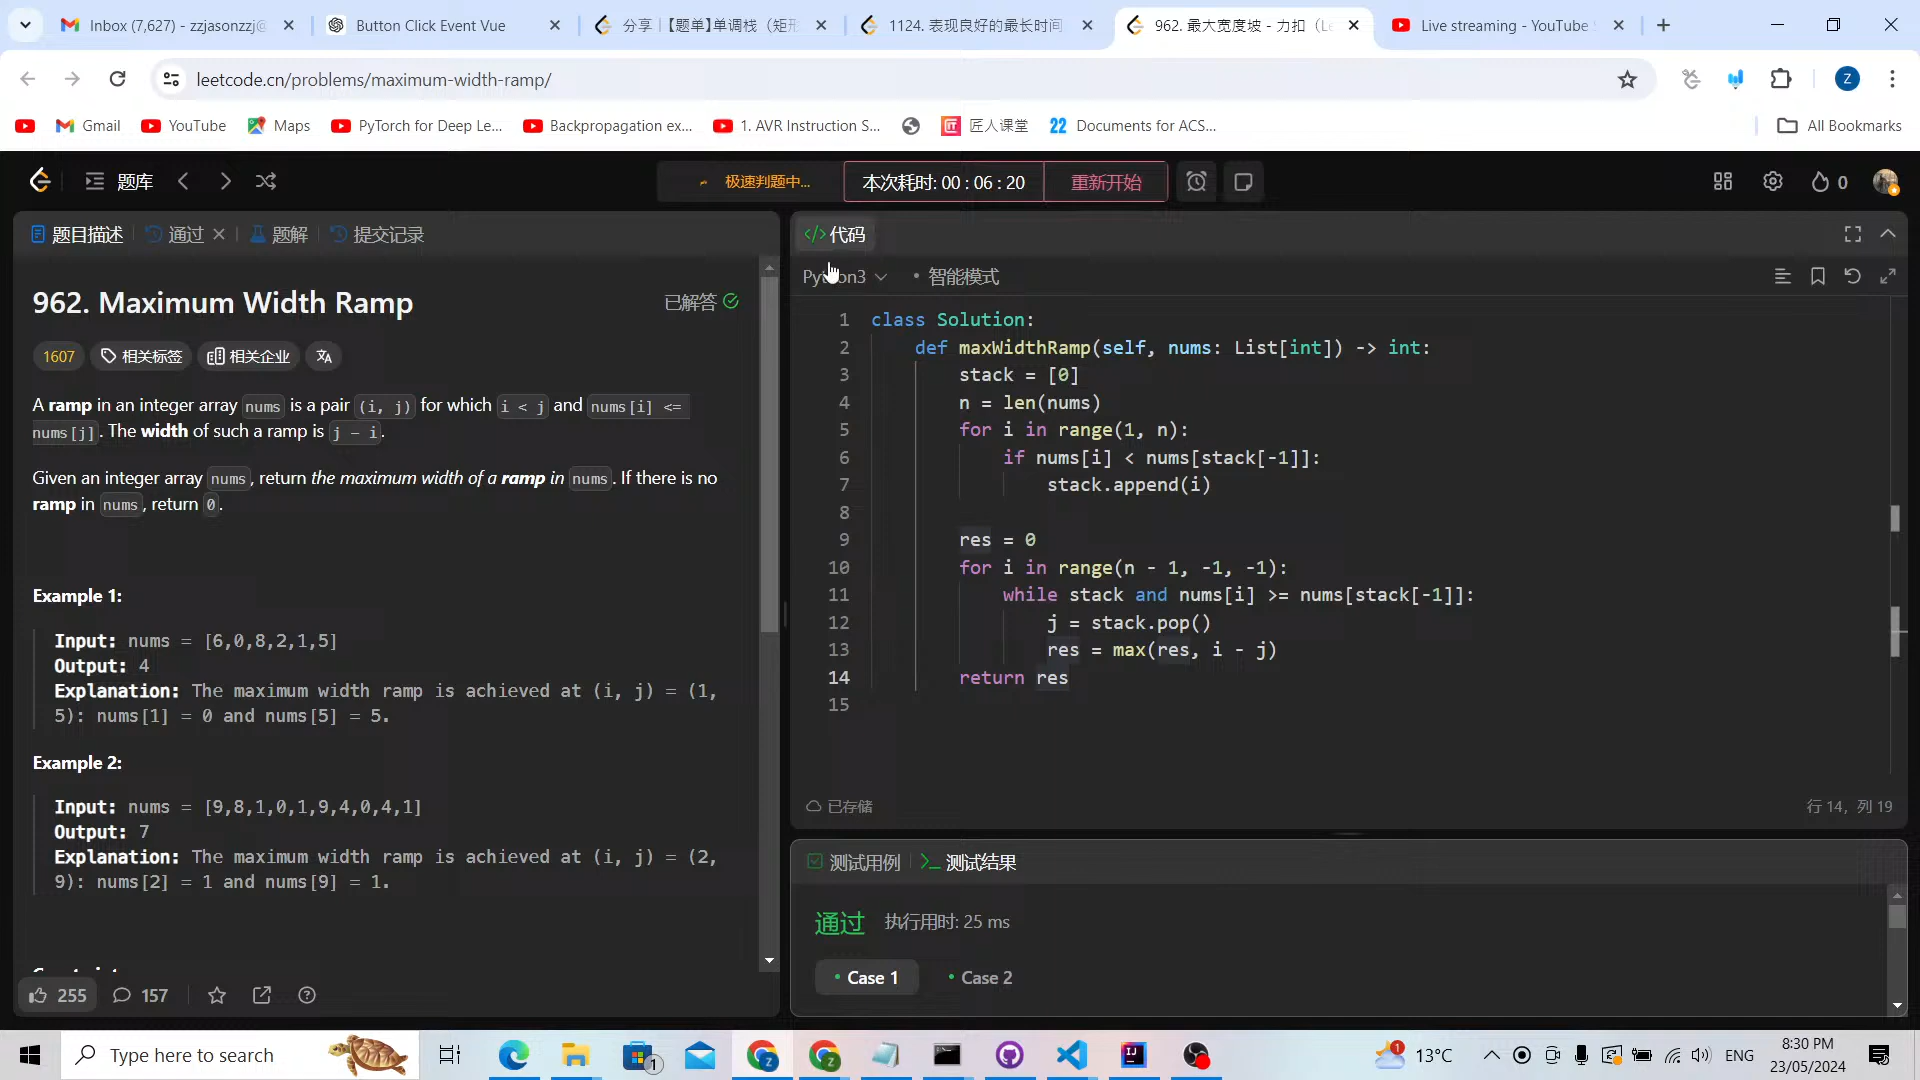 Inbox (7,627) - zzjasonzzj@
Button Click Event Vue
分享丨【题单】单调栈（矩形
1124. 表现良好的最长时间
962. 最大宽度坡 - 力扣（Le
Live streaming - YouTube S
leetcode.cn/problems/maximum-width-ramp/
Z
Gmail
YouTube
Maps
PyTorch for Deep Le...
Backpropagation ex...
1. AVR Instruction S...
匠人课堂
22 Documents for ACS...
All Bookmarks
题库
极速判题中...
本次耗时: 00 : 06 : 20
重新开始
0
题目描述
通过
题解
提交记录
</>代码
Python3
• 智能模式
962. Maximum Width Ramp
已解答
1607
相关标签
相关企业
A ramp in an integer array nums is a pair (i, j) for which i < j and nums[i] <=
nums[j]. The width of such a ramp is j - i.
Given an integer array nums, return the maximum width of a ramp in nums. If there is no
ramp in nums, return 0.
Example 1:
Input: nums = [6,0,8,2,1,5]
Output: 4
Explanation: The maximum width ramp is achieved at (i, j) = (1,
5): nums[1] = 0 and nums[5] = 5.
Example 2:
Input: nums = [9,8,1,0,1,9,4,0,4,1]
Output: 7
Explanation: The maximum width ramp is achieved at (i, j) = (2,
9): nums[2] = 1 and nums[9] = 1.
255
157
1 class Solution:
2 def maxWidthRamp(self, nums: List[int]) -> int:
3 stack = [0]
4 n = len(nums)
5 for i in range(1, n):
6 if nums[i] < nums[stack[-1]]:
7 stack.append(i)
8
9 res = 0
10 for i in range(n - 1, -1, -1):
11 while stack and nums[i] >= nums[stack[-1]]:
12 j = stack.pop()
13 res = max(res, i - j)
14 return res
15
已存储
行 14, 列 19
测试用例
测试结果
通过 执行用时: 25 ms
• Case 1
• Case 2
Type here to search
1
1
13°C
ENG
8:30 PM
23/05/2024